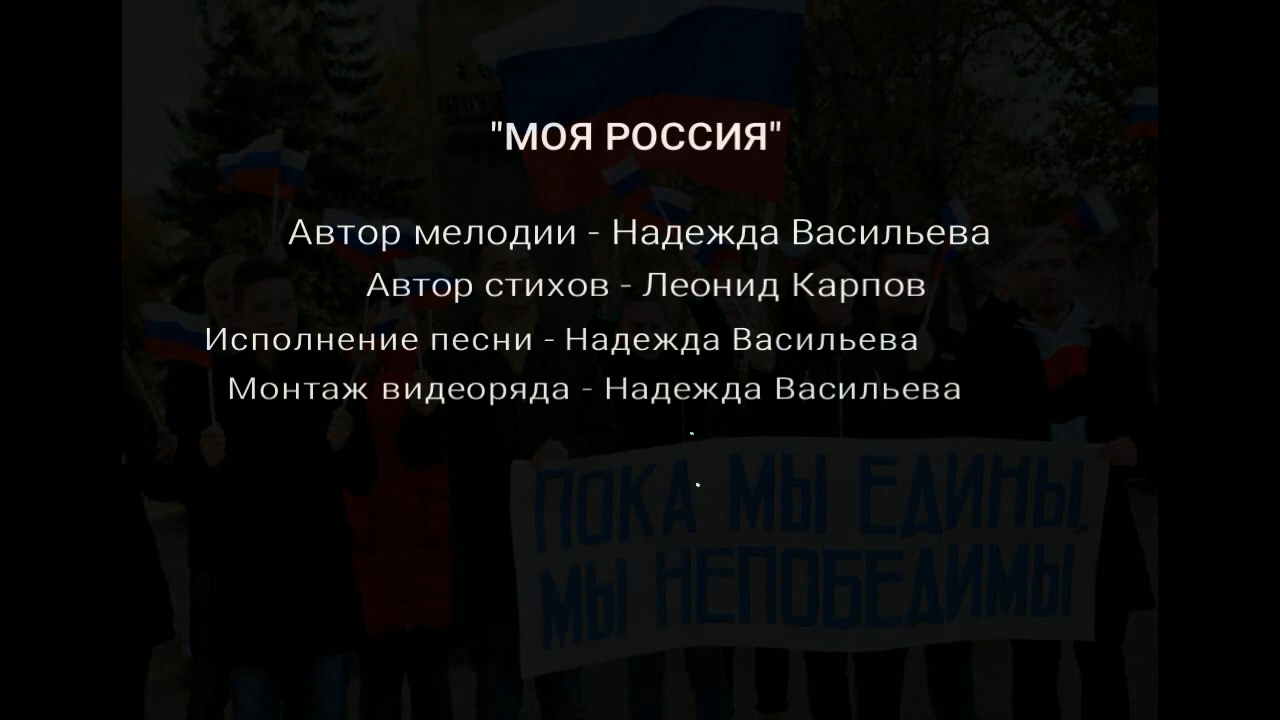 "МОЯ РОССИЯ"
Автор мелодии - Надежда Васильева
Автор стихов - Леонид Карпов
Исполнение песни - Надежда Васильева
Монтаж видеоряда - Надежда Васильева
.
.
ПОКА МЫ ЕДИНЫ,
МЫ НЕПОБЕДИМЫ